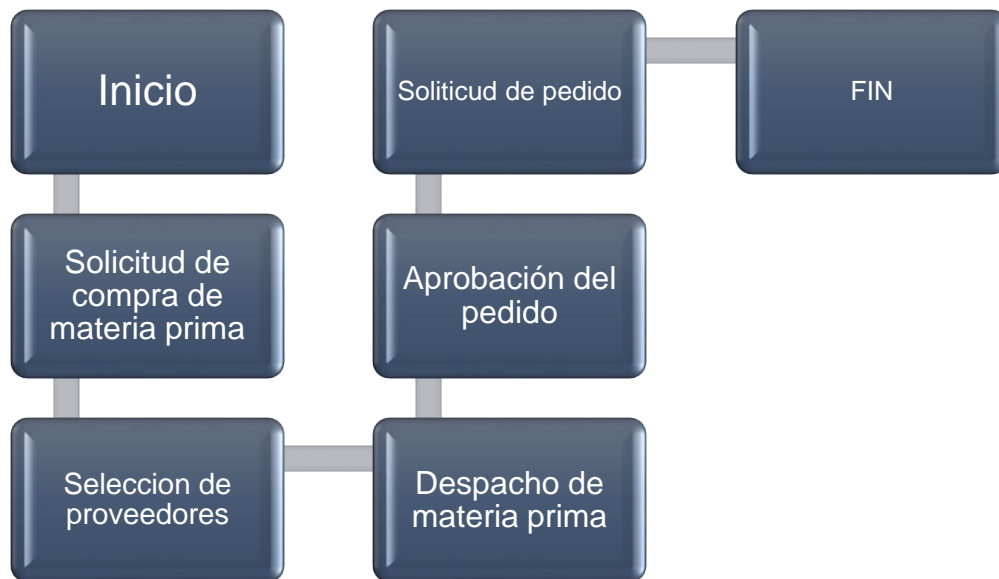 Inicio
Solicitud de
compra de
materia prima
Seleccion de
proveedores
Despacho de
materia prima
Aprobación del
pedido
Soliticud de pedido
FIN